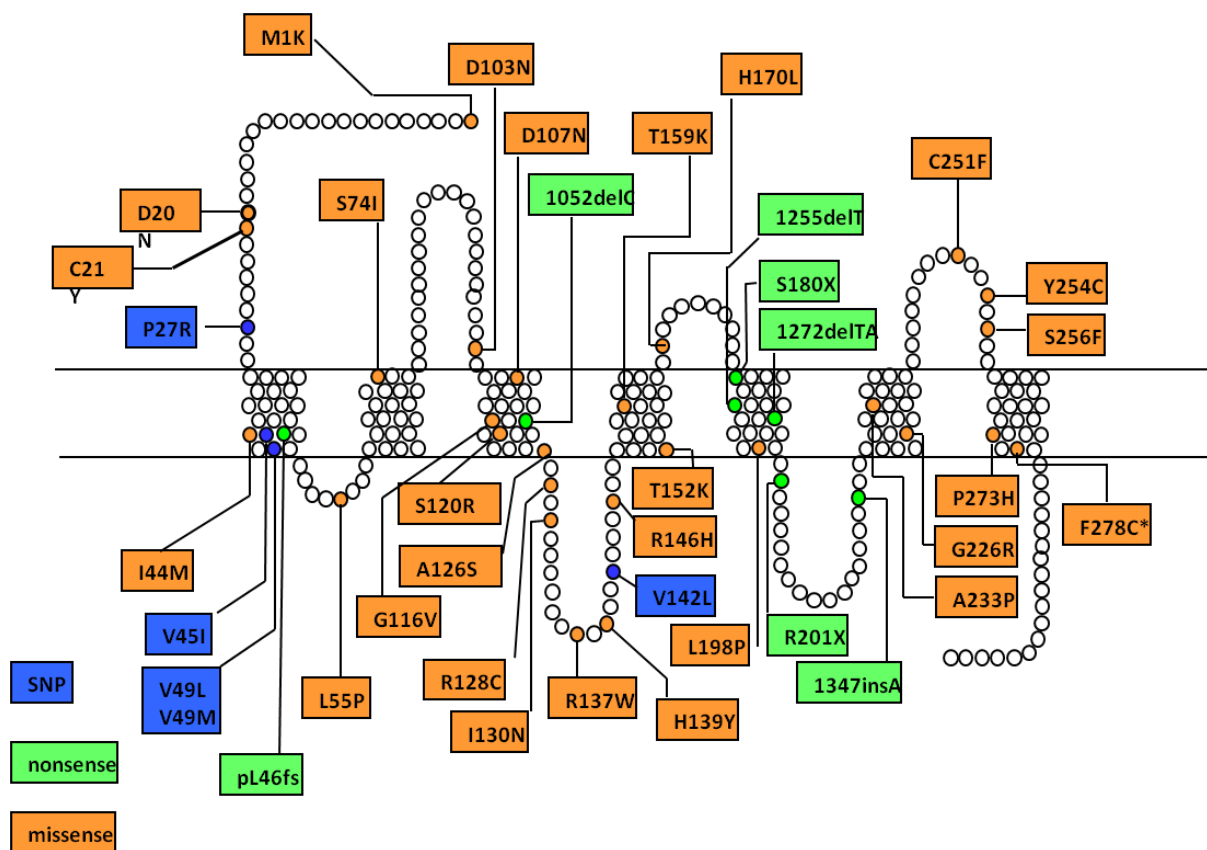 M1K
D103N
H170L
D107N
T159K
C251F
1052delC
S74I
D20
N
1255delT
C21
Y
S180X
Y254C
P27R
1272delTA
S256F
S120R
T152K
P273H
R146H
F278C*
I44M
A126S
G226R
G116V
V142L
A233P
V45I
L198P
R201X
SNP
V49L
V49M
L55P
R128C
R137W
1347insA
I130N
H139Y
nonsense
pL46fs
missense